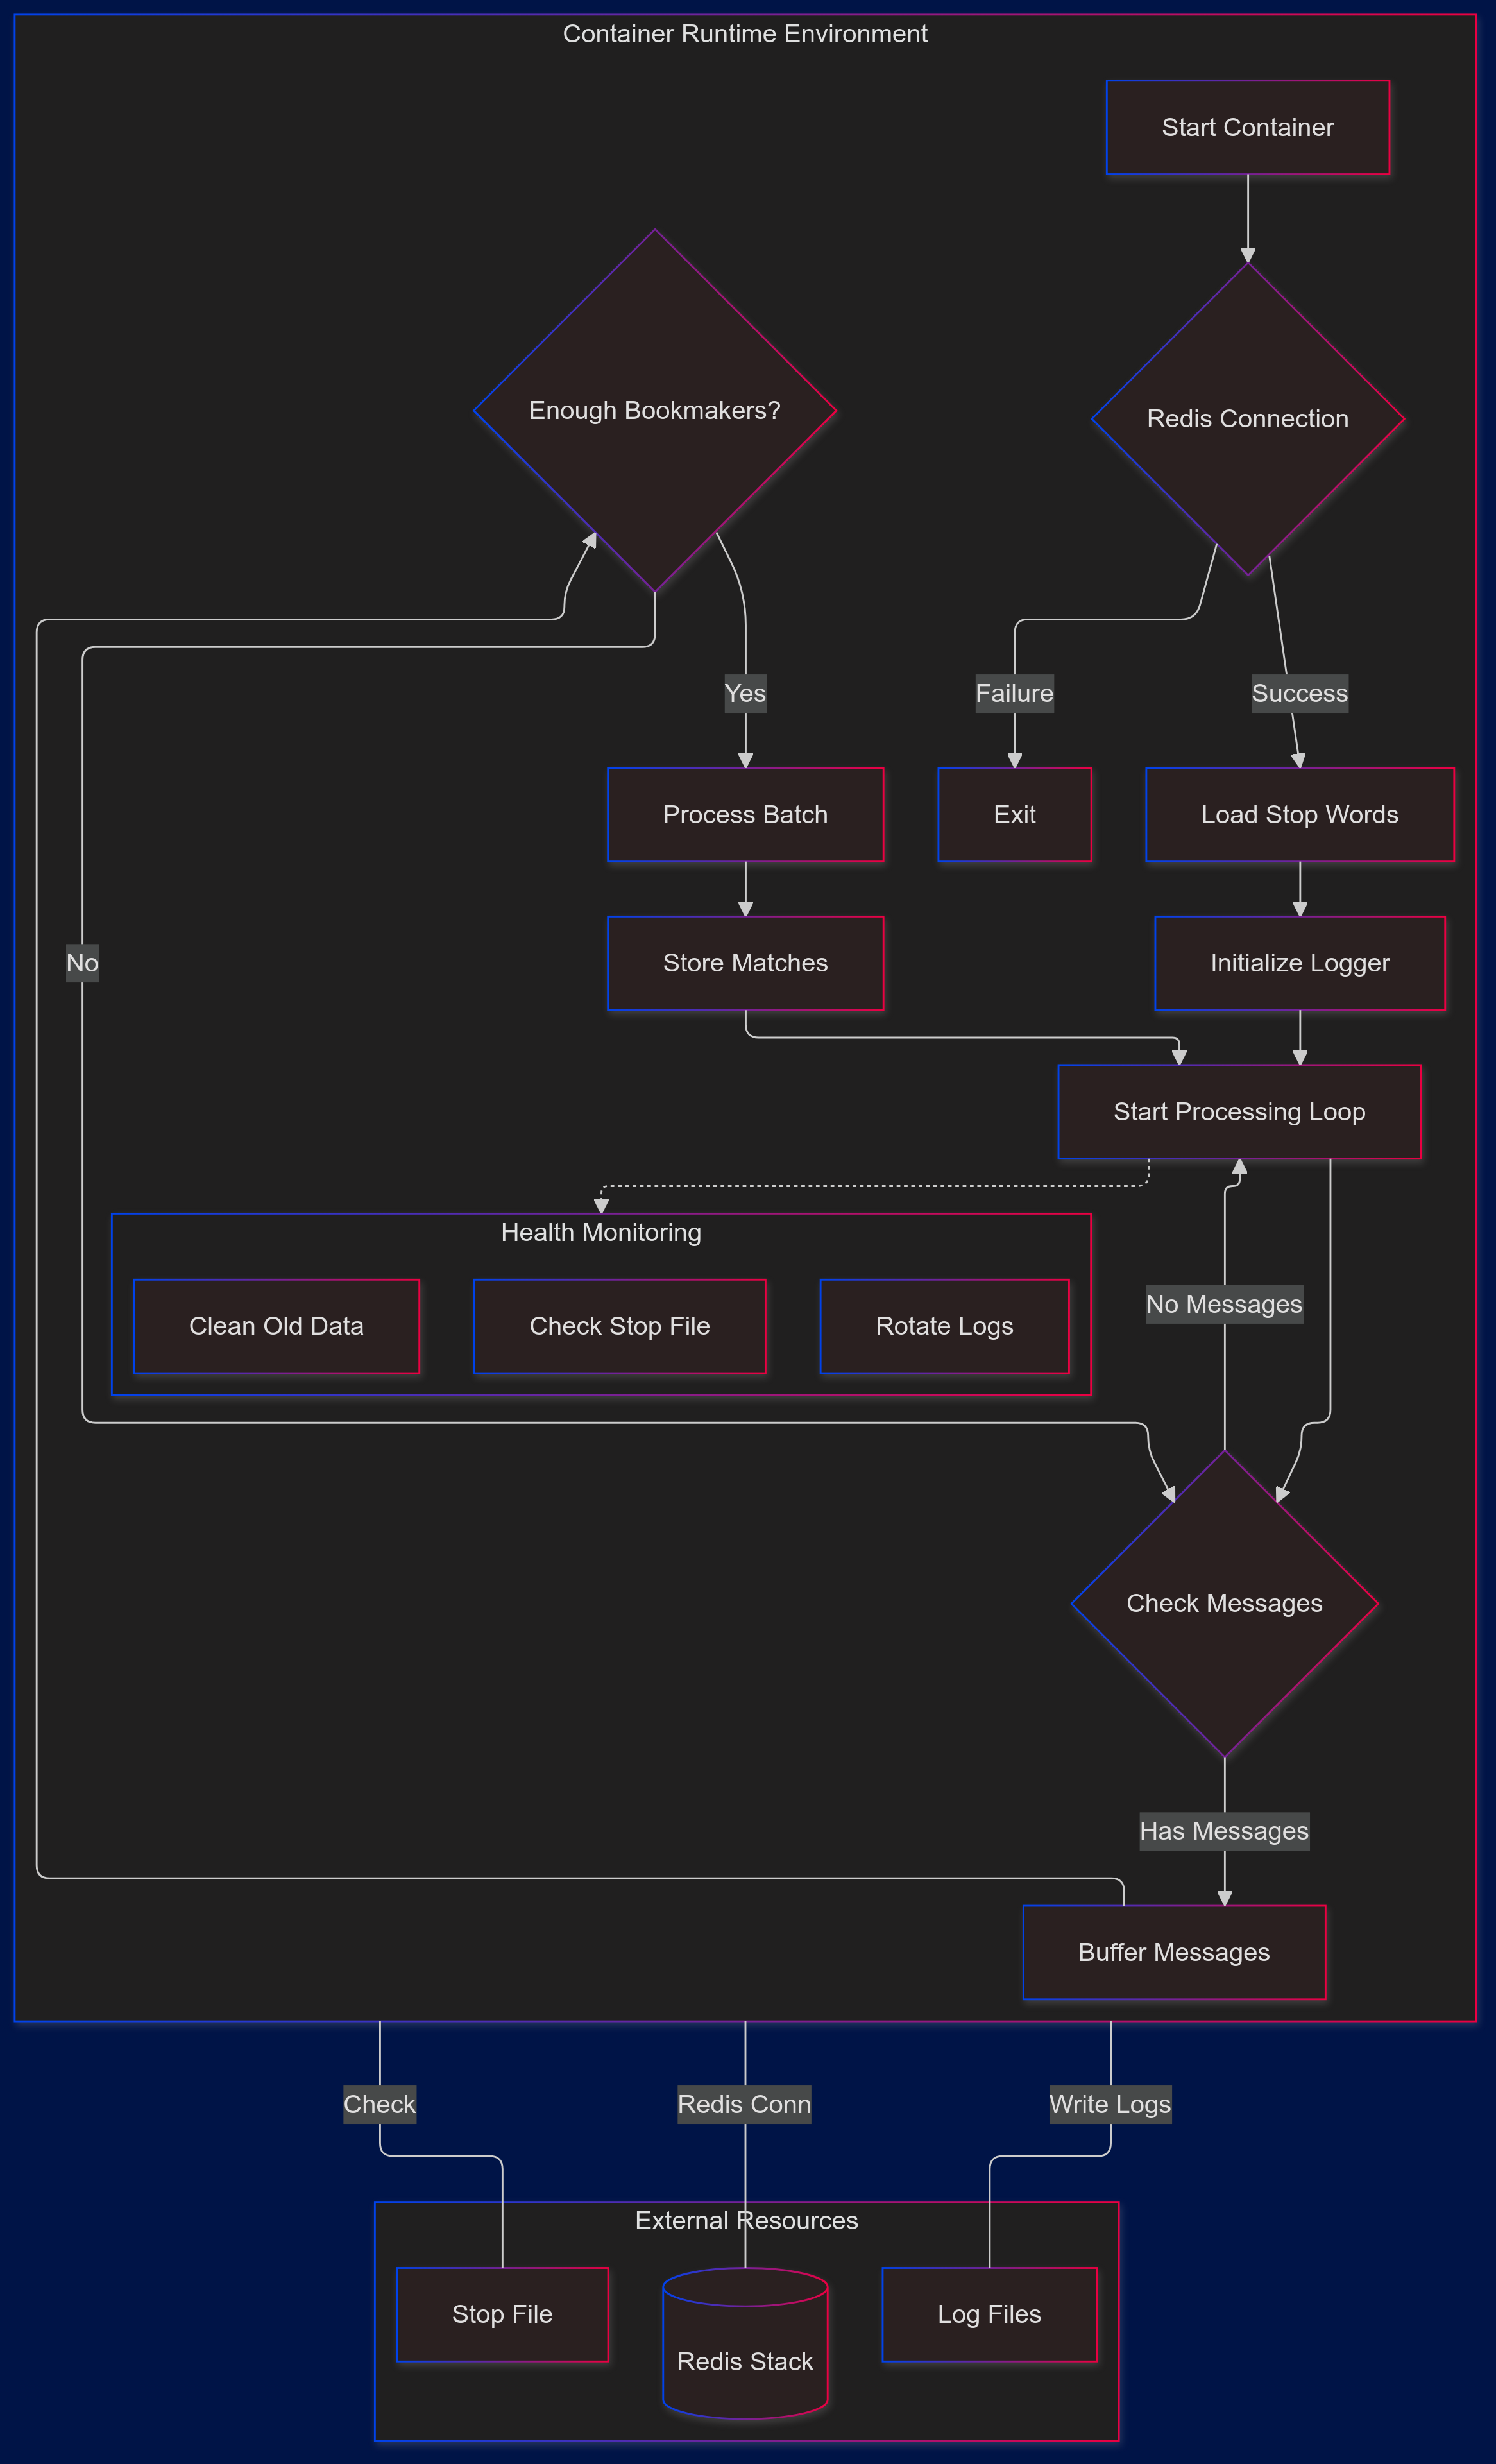 Container Runtime Environment
Start Container
Enough Bookmakers?
Redis Connection
Yes
Failure
Success
Process Batch
Exit
Load Stop Words
No
Store Matches
Initialize Logger
Start Processing Loop
Health Monitoring
Clean Old Data
Check Stop File
Rotate Logs
No Messages
Check Messages
Has Messages
Buffer Messages
Check
Redis Conn
Write Logs
External Resources
Stop File
Redis Stack
Log Files